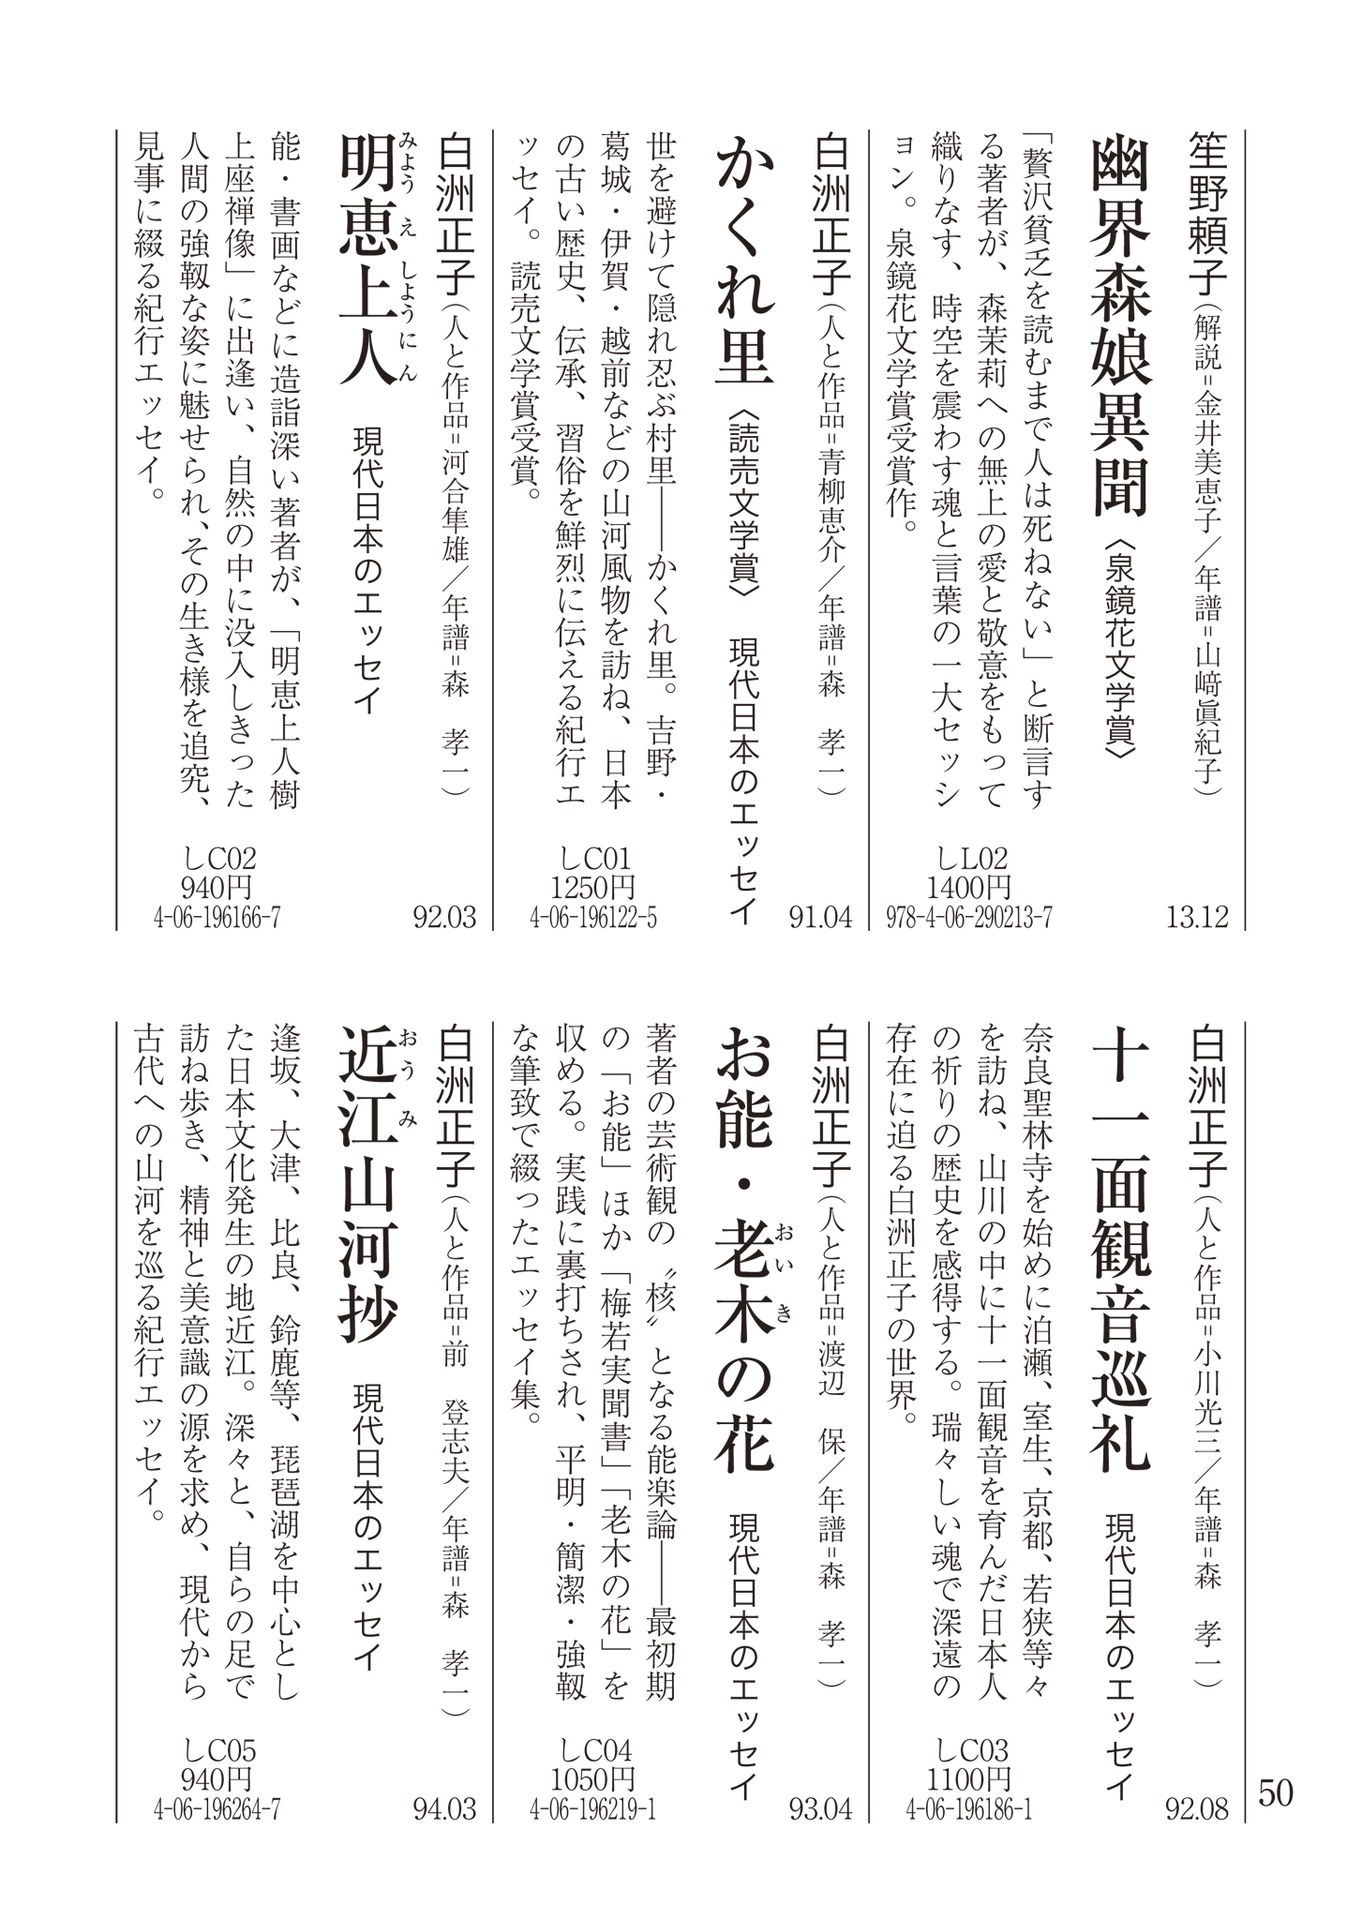 笙野頼子（解説＝金井美恵子／年譜＝山﨑眞紀子）
幽界森娘異聞〈泉鏡花文学賞〉
「贅沢貧乏を読むまで人は死ねない」と断言す
る著者が、森茉莉への無上の愛と敬意をもって
織りなす、時空を震わす魂と言葉の一大セッシ
ョン。泉鏡花文学賞受賞作。
しL02
1400円
978-4-06-290213-7
13.12
白洲正子（人と作品＝青柳恵介／年譜＝森　孝一）
かくれ里〈読売文学賞〉　現代日本のエッセイ
世を避けて隠れ忍ぶ村里――かくれ里。吉野・
葛城・伊賀・越前などの山河風物を訪ね、日本
の古い歴史、伝承、習俗を鮮烈に伝える紀行エ
ッセイ。読売文学賞受賞。
しC01
1250円
4-06-196122-5
91.04
白洲正子（人と作品＝河合隼雄／年譜＝森　孝一）
みようえしようにん
明恵上人　現代日本のエッセイ
能・書画などに造詣深い著者が、「明恵上人樹
上座禅像」に出逢い、自然の中に没入しきった
人間の強靱な姿に魅せられ、その生き様を追究、
見事に綴る紀行エッセイ。
しC02
940円
4-06-196166-7
92.03
白洲正子（人と作品＝小川光三／年譜＝森　孝一）
十一面観音巡礼　現代日本のエッセイ
奈良聖林寺を始めに泊瀬、室生、京都、若狭等々
を訪ね、山川の中に十一面観音を育んだ日本人
の祈りの歴史を感得する。瑞々しい魂で深遠の
存在に迫る白洲正子の世界。
しC03
1100円
4-06-196186-1
92.08
白洲正子（人と作品＝渡辺　保／年譜＝森　孝一）
おいき
お能・老木の花　現代日本のエッセイ
著者の芸術観の〝核〟となる能楽論――最初期
の「お能」ほか「梅若実聞書」「老木の花」を
収める。実践に裏打ちされ、平明・簡潔・強靱
な筆致で綴ったエッセイ集。
しC04
1050円
4-06-196219-1
93.04
白洲正子（人と作品＝前　登志夫／年譜＝森　孝一）
おうみ
近江山河抄　現代日本のエッセイ
逢坂、大津、比良、鈴鹿等、琵琶湖を中心とし
た日本文化発生の地近江。深々と、自らの足で
訪ね歩き、精神と美意識の源を求め、現代から
古代への山河を巡る紀行エッセイ。
しC05
940円
4-06-196264-7
94.03
50